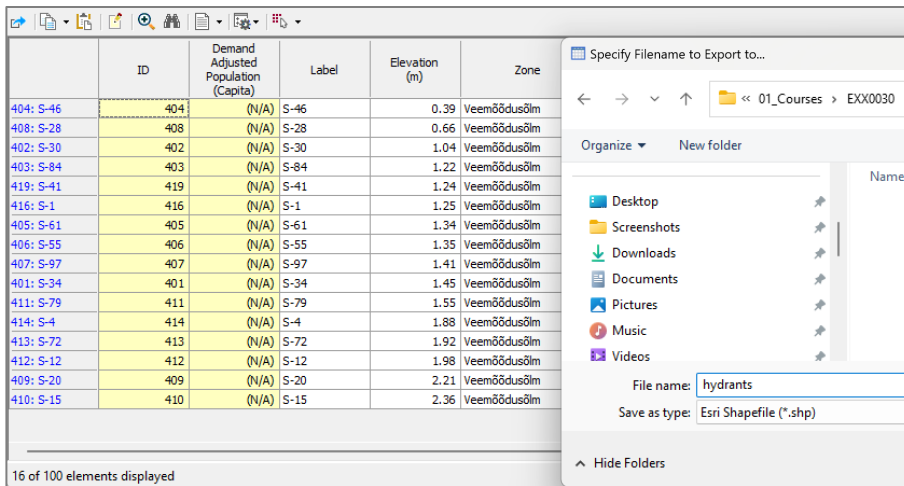 ID
Demand
Adjusted
Population
(Capita)
Label
Elevation
(m)
Zone
404: S-46 404 (N/A) S-46 0.39 Veemõõdusõlm
408: S-28 408 (N/A) S-28 0.66 Veemõõdusõlm
402: S-30 402 (N/A) S-30 1.04 Veemõõdusõlm
403: S-84 403 (N/A) S-84 1.22 Veemõõdusõlm
419: S-41 419 (N/A) S-41 1.24 Veemõõdusõlm
416: S-1 416 (N/A) S-1 1.25 Veemõõdusõlm
405: S-61 405 (N/A) S-61 1.34 Veemõõdusõlm
406: S-55 406 (N/A) S-55 1.35 Veemõõdusõlm
407: S-97 407 (N/A) S-97 1.41 Veemõõdusõlm
401: S-34 401 (N/A) S-34 1.45 Veemõõdusõlm
411: S-79 411 (N/A) S-79 1.55 Veemõõdusõlm
414: S-4 414 (N/A) S-4 1.88 Veemõõdusõlm
413: S-72 413 (N/A) S-72 1.92 Veemõõdusõlm
412: S-12 412 (N/A) S-12 1.98 Veemõõdusõlm
409: S-20 409 (N/A) S-20 2.21 Veemõõdusõlm
410: S-15 410 (N/A) S-15 2.36 Veemõõdusõlm
16 of 100 elements displayed
Specify Filename to Export to...
« 01_Courses › EXX0030
Organize New folder
Name
Desktop
Screenshots
Downloads
Documents
Pictures
Music
Videos
File name: hydrants
Save as type: Esri Shapefile (*.shp)
Hide Folders